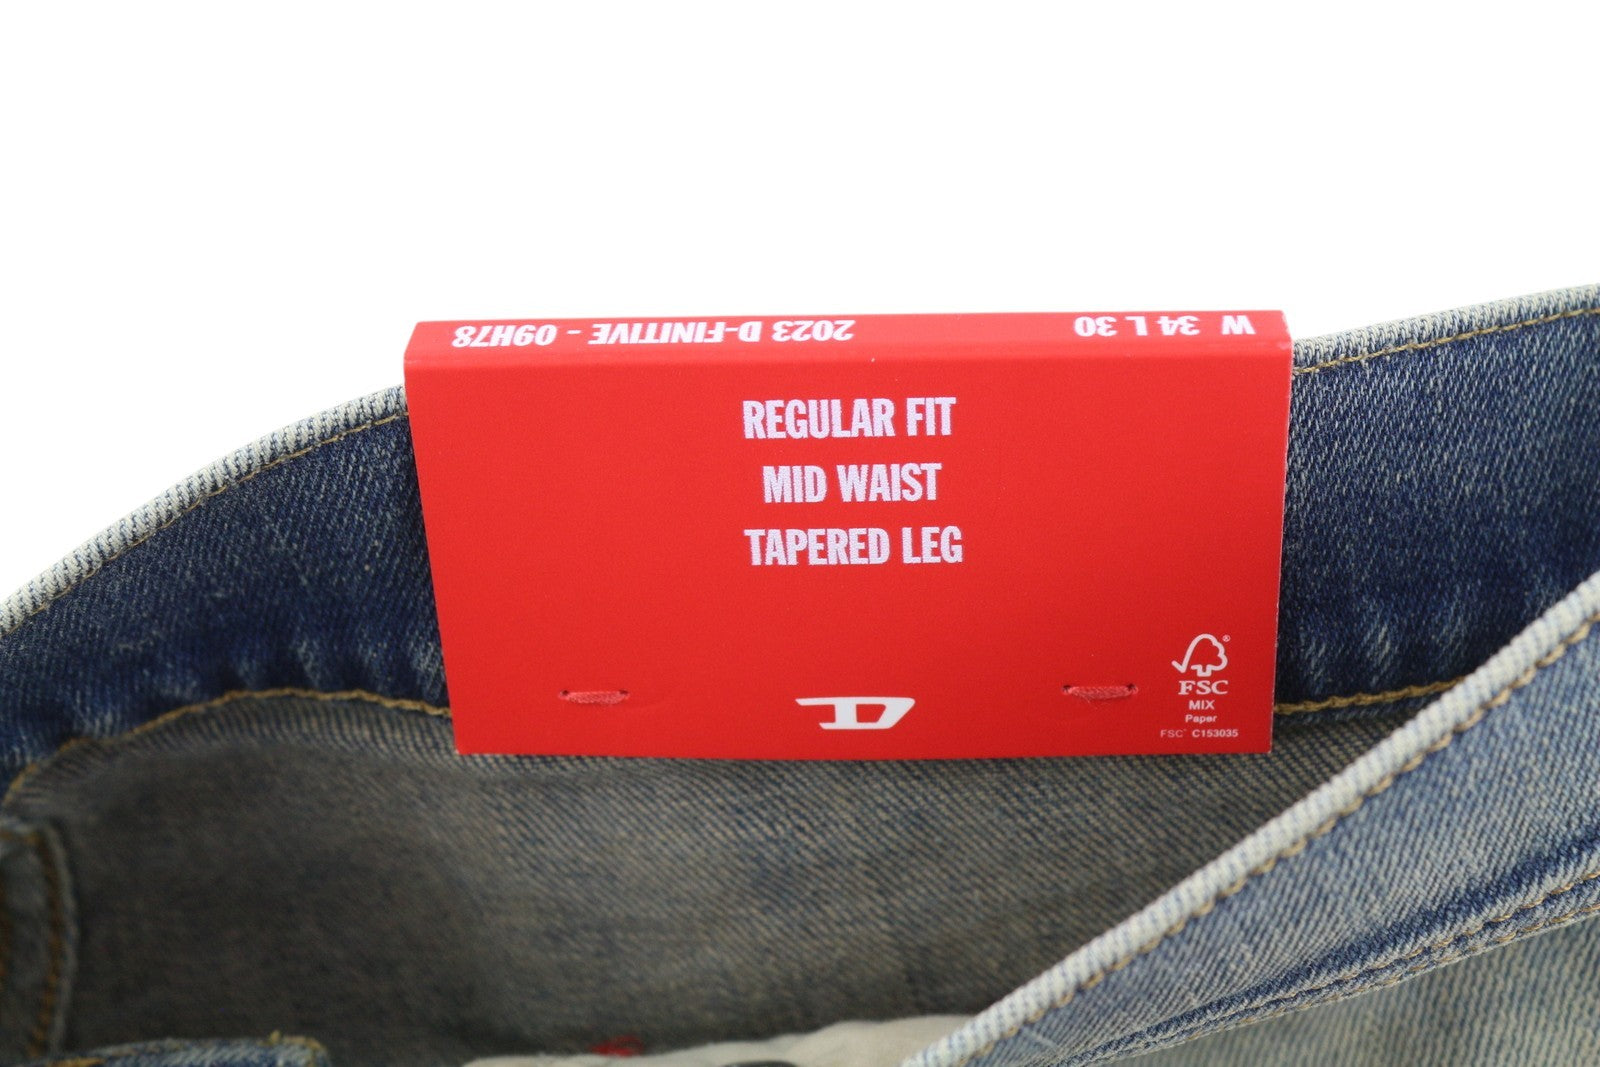 2023 D-FINITIVE - 09H78
W 34 L 30
REGULAR FIT
MID WAIST
TAPERED LEG
D
FSC®
MIX
Paper
FSC® C153035